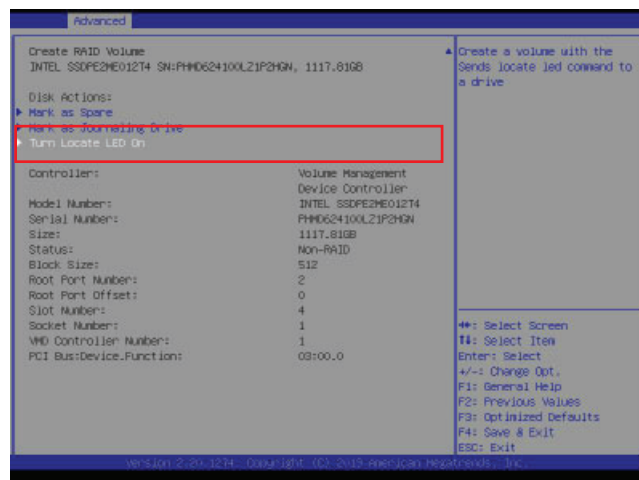 Advanced
Create RAID Volume
INTEL SSDPE2ME012T4 SN:PHMD624100LZ1P2HGN, 1117.81GB
Disk Actions:
Mark as Spare
Mark as Journaling Drive
Turn Locate LED On
Controller: Volume Management
Device Controller
Model Number: INTEL SSDPE2ME012T4
Serial Number: PHMD624100LZ1P2HGN
Size: 1117.81GB
Status: Non-RAID
Block Size: 512
Root Port Number: 2
Root Port Offset: 0
Slot Number: 4
Socket Number: 1
VMD Controller Number: 1
PCI Bus:Device.Function: 03:00.0
Create a volume with the
Sends locate led command to
a drive
: Select Screen
: Select Item
Enter: Select
+/-: Change Opt.
F1: General Help
F2: Previous Values
F3: Optimized Defaults
F4: Save & Exit
ESC: Exit
Version 2.20.1274. Copyright (C) 2019 American Megatrends, Inc.